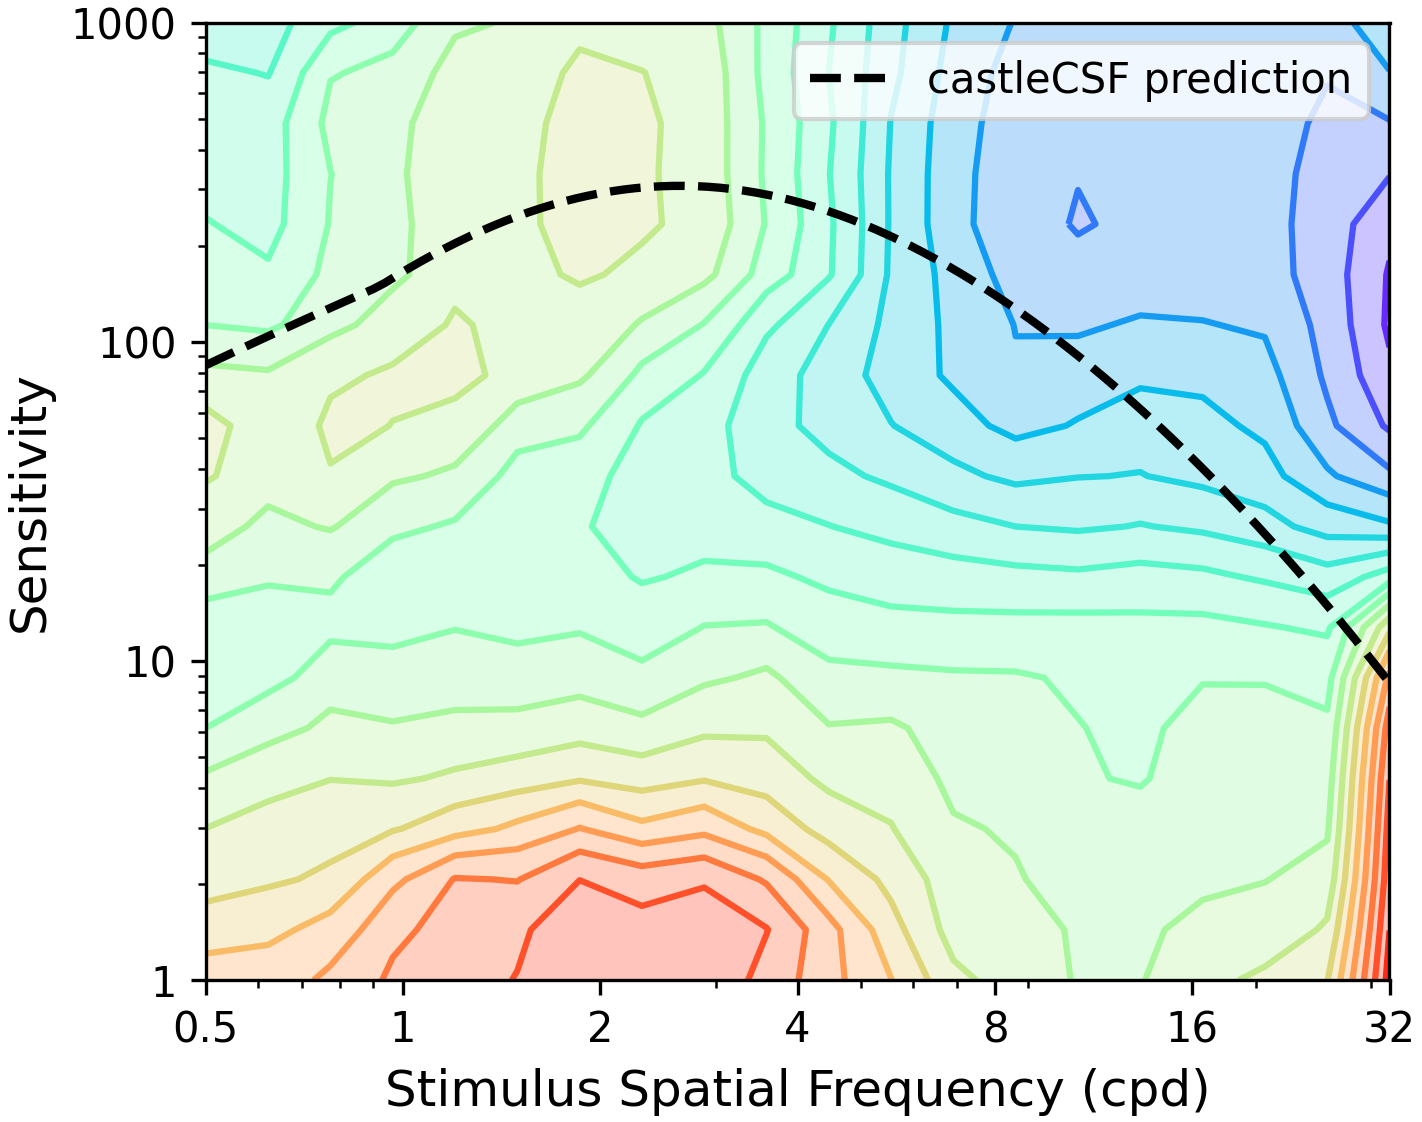 1000
100
10
1
Sensitivity
castleCSF prediction
0.5 1 2 4 8 16 32
Stimulus Spatial Frequency (cpd)